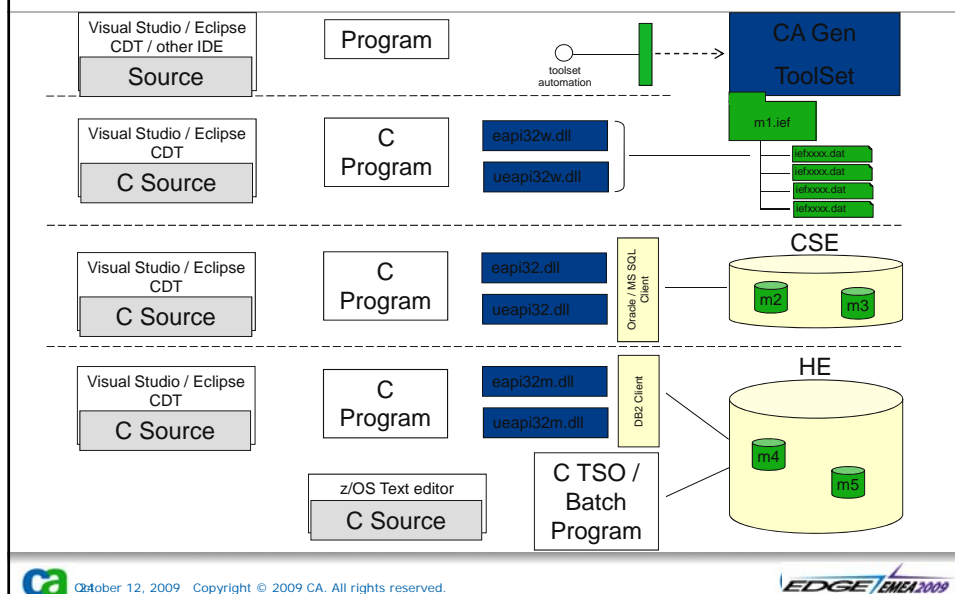 Visual Studio / Eclipse
CDT / other IDE
Source
Program
toolset
automation
CA Gen
ToolSet
Visual Studio / Eclipse
CDT
C Source
C
Program
eapi32w.dll
ueapi32w.dll
m1.ief
iefxxxx.dat
iefxxxx.dat
iefxxxx.dat
iefxxxx.dat
Visual Studio / Eclipse
CDT
C Source
C
Program
eapi32.dll
ueapi32.dll
Oracle / MS SQL
Client
CSE
m2
m3
Visual Studio / Eclipse
CDT
C Source
C
Program
eapi32m.dll
ueapi32m.dll
DB2 Client
HE
m4
m5
z/OS Text editor
C Source
C TSO /
Batch
Program
ca
24
October 12, 2009 Copyright © 2009 CA. All rights reserved.
EDGE EMEA2009